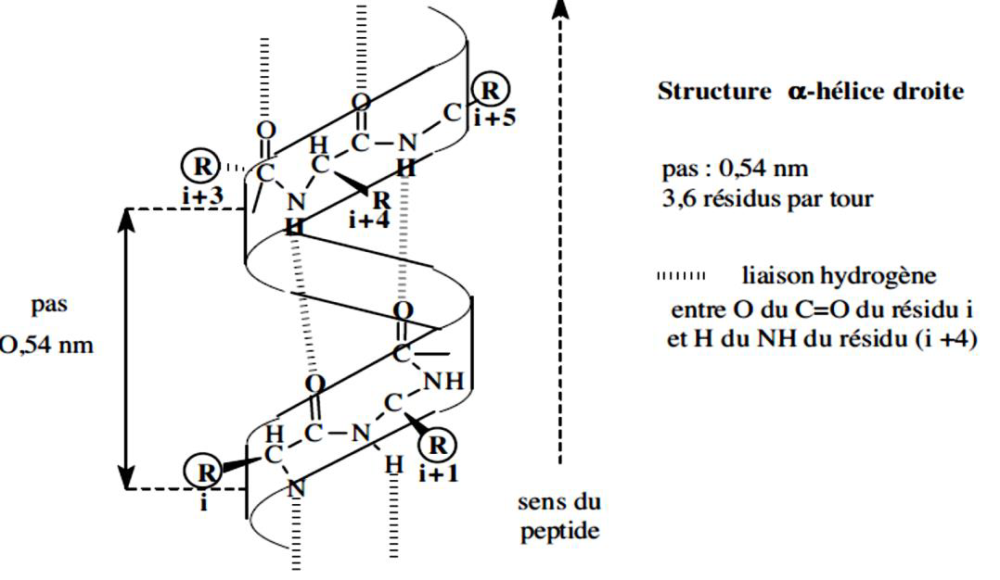 Structure α-hélice droite
pas : 0,54 nm
3,6 résidus par tour
liaison hydrogène
entre O du C=O du résidu i
et H du NH du résidu (i +4)
sens du
peptide
pas
0,54 nm
O
O
R
C
i+5
H
C
N
R
C
C
H
i+3
N
R
i+4
H
O
C
O
NH
C
H
C
N
R
C
H
i+1
R
i
N